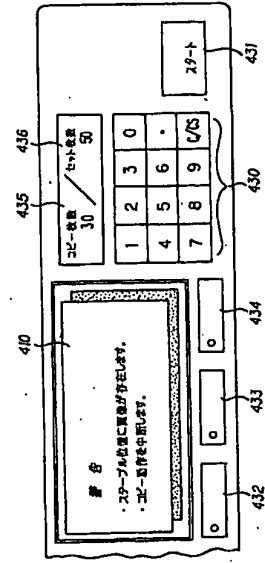 410
435
436
警告
・ステープル位置に画像が存在します。
・コピー動作を中断します。
コピー枚数
30
/
セット枚数
50
1 2 3 0
4 5 6 ・
7 8 9 C/CS
スタート
431
432
433
434
430